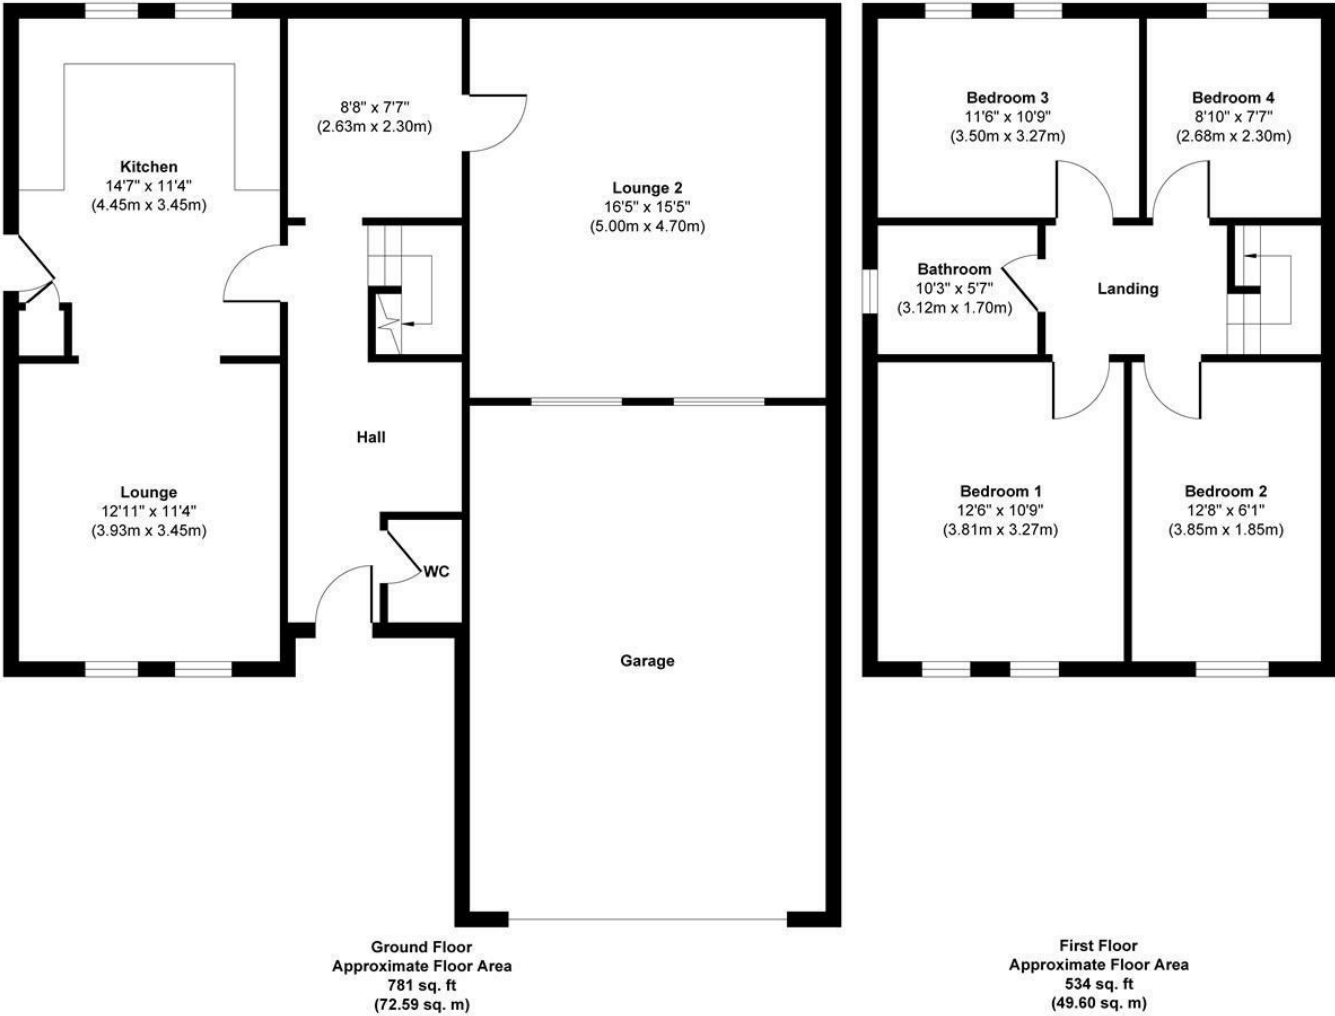 Kitchen
14'7" x 11'4"
(4.45m x 3.45m)
8'8" x 7'7"
(2.63m x 2.30m)
Lounge 2
16'5" x 15'5"
(5.00m x 4.70m)
Hall
Lounge
12'11" x 11'4"
(3.93m x 3.45m)
WC
Garage
Ground Floor
Approximate Floor Area
781 sq. ft
(72.59 sq. m)
Bedroom 3
11'6" x 10'9"
(3.50m x 3.27m)
Bedroom 4
8'10" x 7'7"
(2.68m x 2.30m)
Bathroom
10'3" x 5'7"
(3.12m x 1.70m)
Landing
Bedroom 1
12'6" x 10'9"
(3.81m x 3.27m)
Bedroom 2
12'8" x 6'1"
(3.85m x 1.85m)
First Floor
Approximate Floor Area
534 sq. ft
(49.60 sq. m)